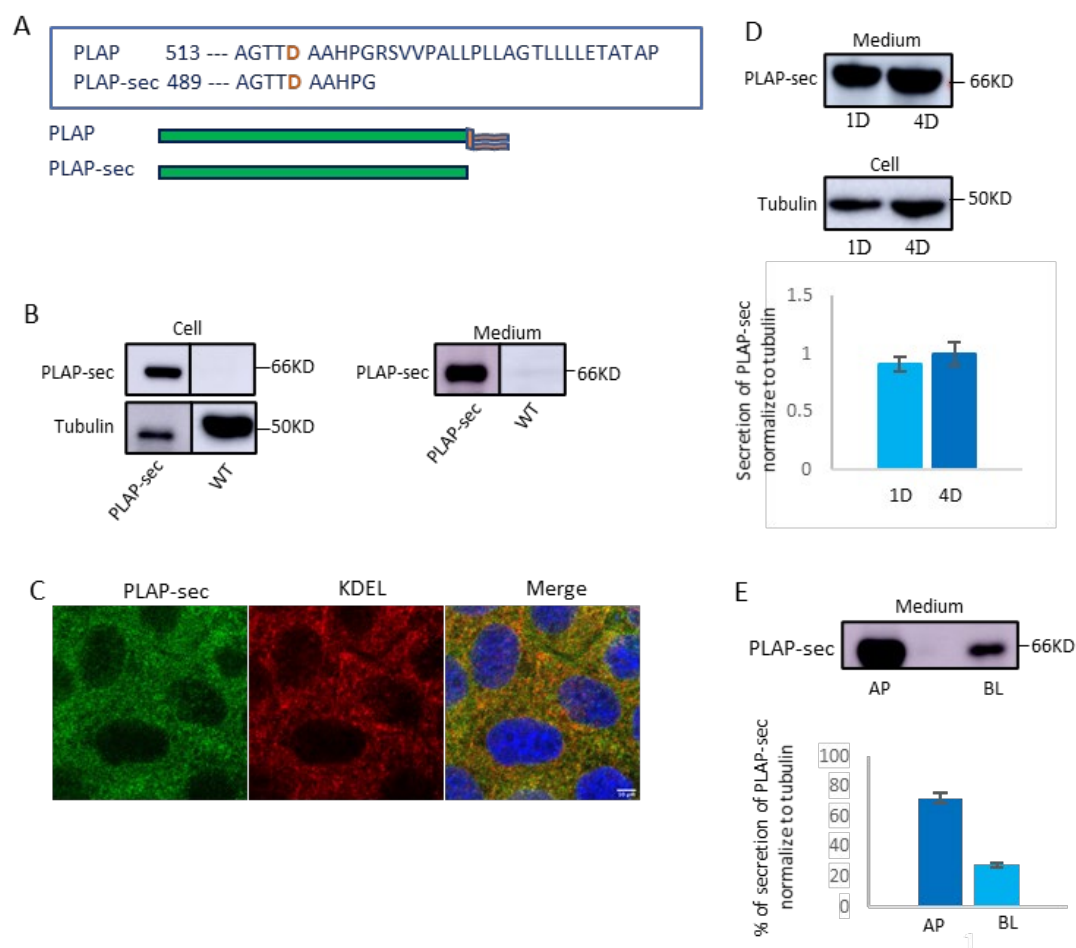 A
PLAP 513 --- AGTTD AAHPGRSVVPALLPLLAGTLLLLETATAP
PLAP-sec 489 --- AGTTD AAHPG
PLAP
PLAP-sec
B
Cell
PLAP-sec
66KD
Tubulin
50KD
PLAP-sec
WT
Medium
PLAP-sec
66KD
PLAP-sec
WT
C
PLAP-sec KDEL Merge
D
Medium
PLAP-sec
66KD
1D 4D
Cell
Tubulin
50KD
1D 4D
Secretion of PLAP-sec
normalize to tubulin
1.5
1
0.5
0
1D 4D
E
Medium
PLAP-sec
66KD
AP BL
% of secretion of PLAP-sec
normalize to tubulin
100
80
60
40
20
0
AP BL
1